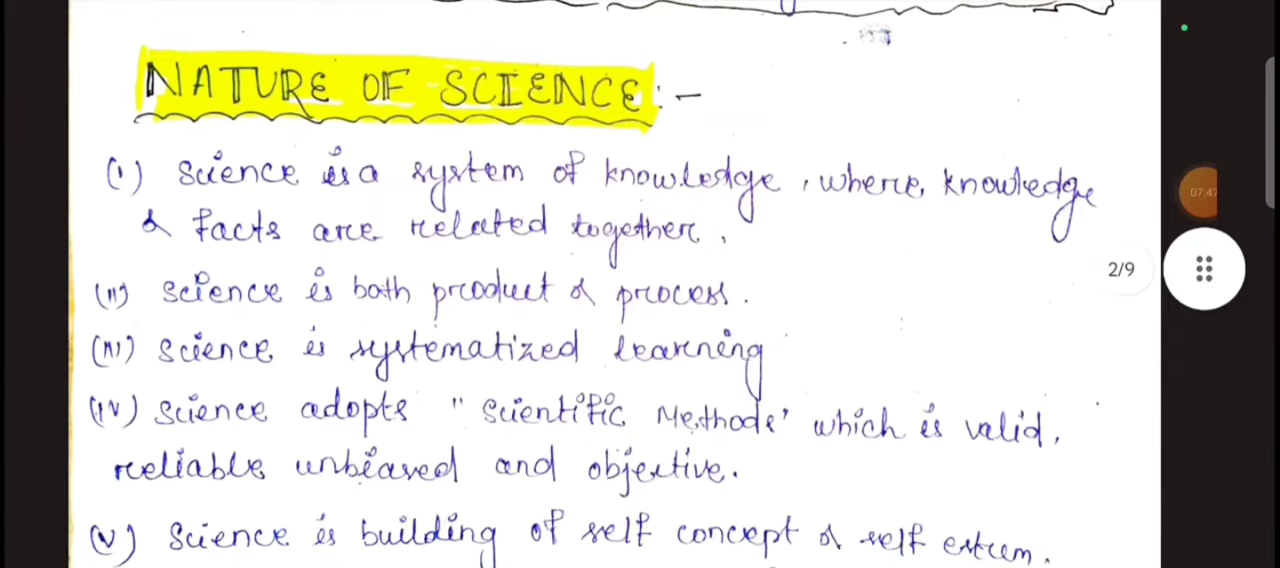 NATURE OF SCIENCE :-
(i) Science is a system of knowledge, where knowledge
& facts are related together.
(ii) Science is both product & process.
(iii) Science is systematized learning
(iv) Science adopts "Scientific Methods" which is valid,
reliable unbiased and objective.
(v) Science is building of self concept & self esteem.
2/9
07:47